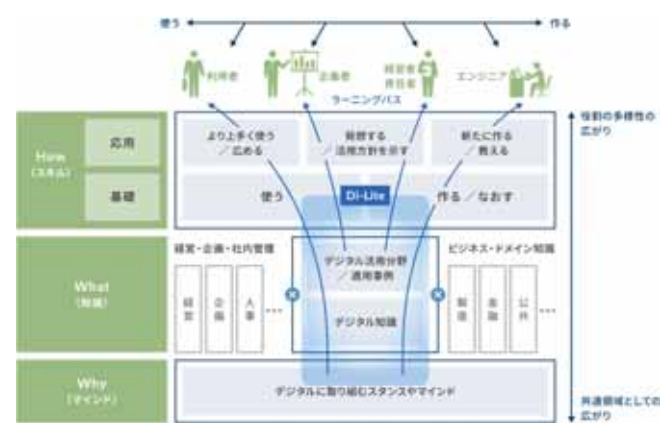 使う
作る
利用者
企画者
経営者
責任者
エンジニア
ラーニングパス
役割の多様性の
広がり
How
(スキル)
応用
より上手く使う
/ 広める
発想する
/ 活用方針を示す
新たに作る
/ 教える
基礎
使う
Di-Lite
作る / なおす
What
(知識)
経営・企画・社内管理
経営
企画
人事
…
デジタル活用分野
/ 適用事例
デジタル知識
ビジネス・ドメイン知識
製造
金融
公共
…
Why
(マインド)
デジタルに取り組むスタンスやマインド
共通領域としての
広がり